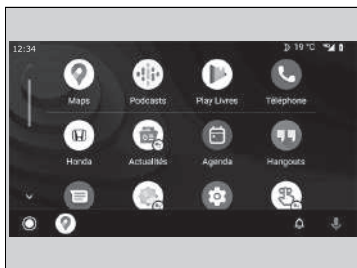 12:34 19 °C
Maps Podcasts Play Livres Téléphone
Honda Actualités Agenda Hangouts